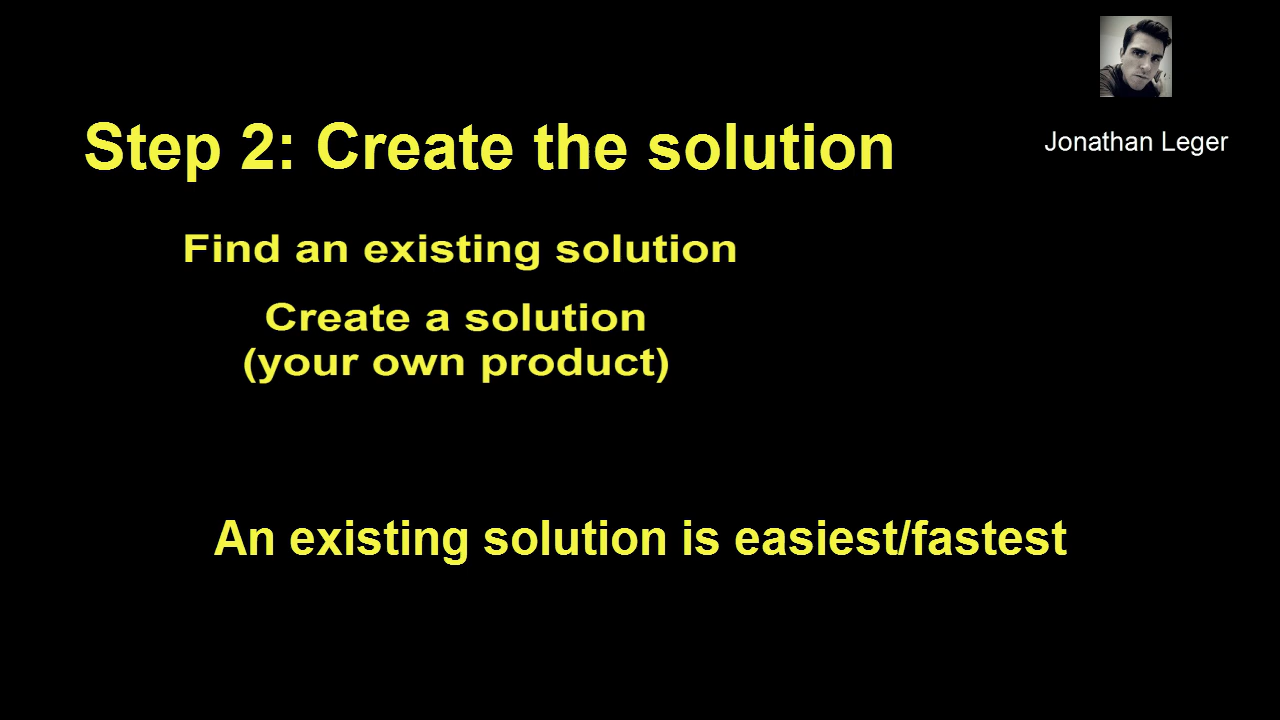 Step 2: Create the solution
Jonathan Leger
Find an existing solution
Create a solution
(your own product)
An existing solution is easiest/fastest